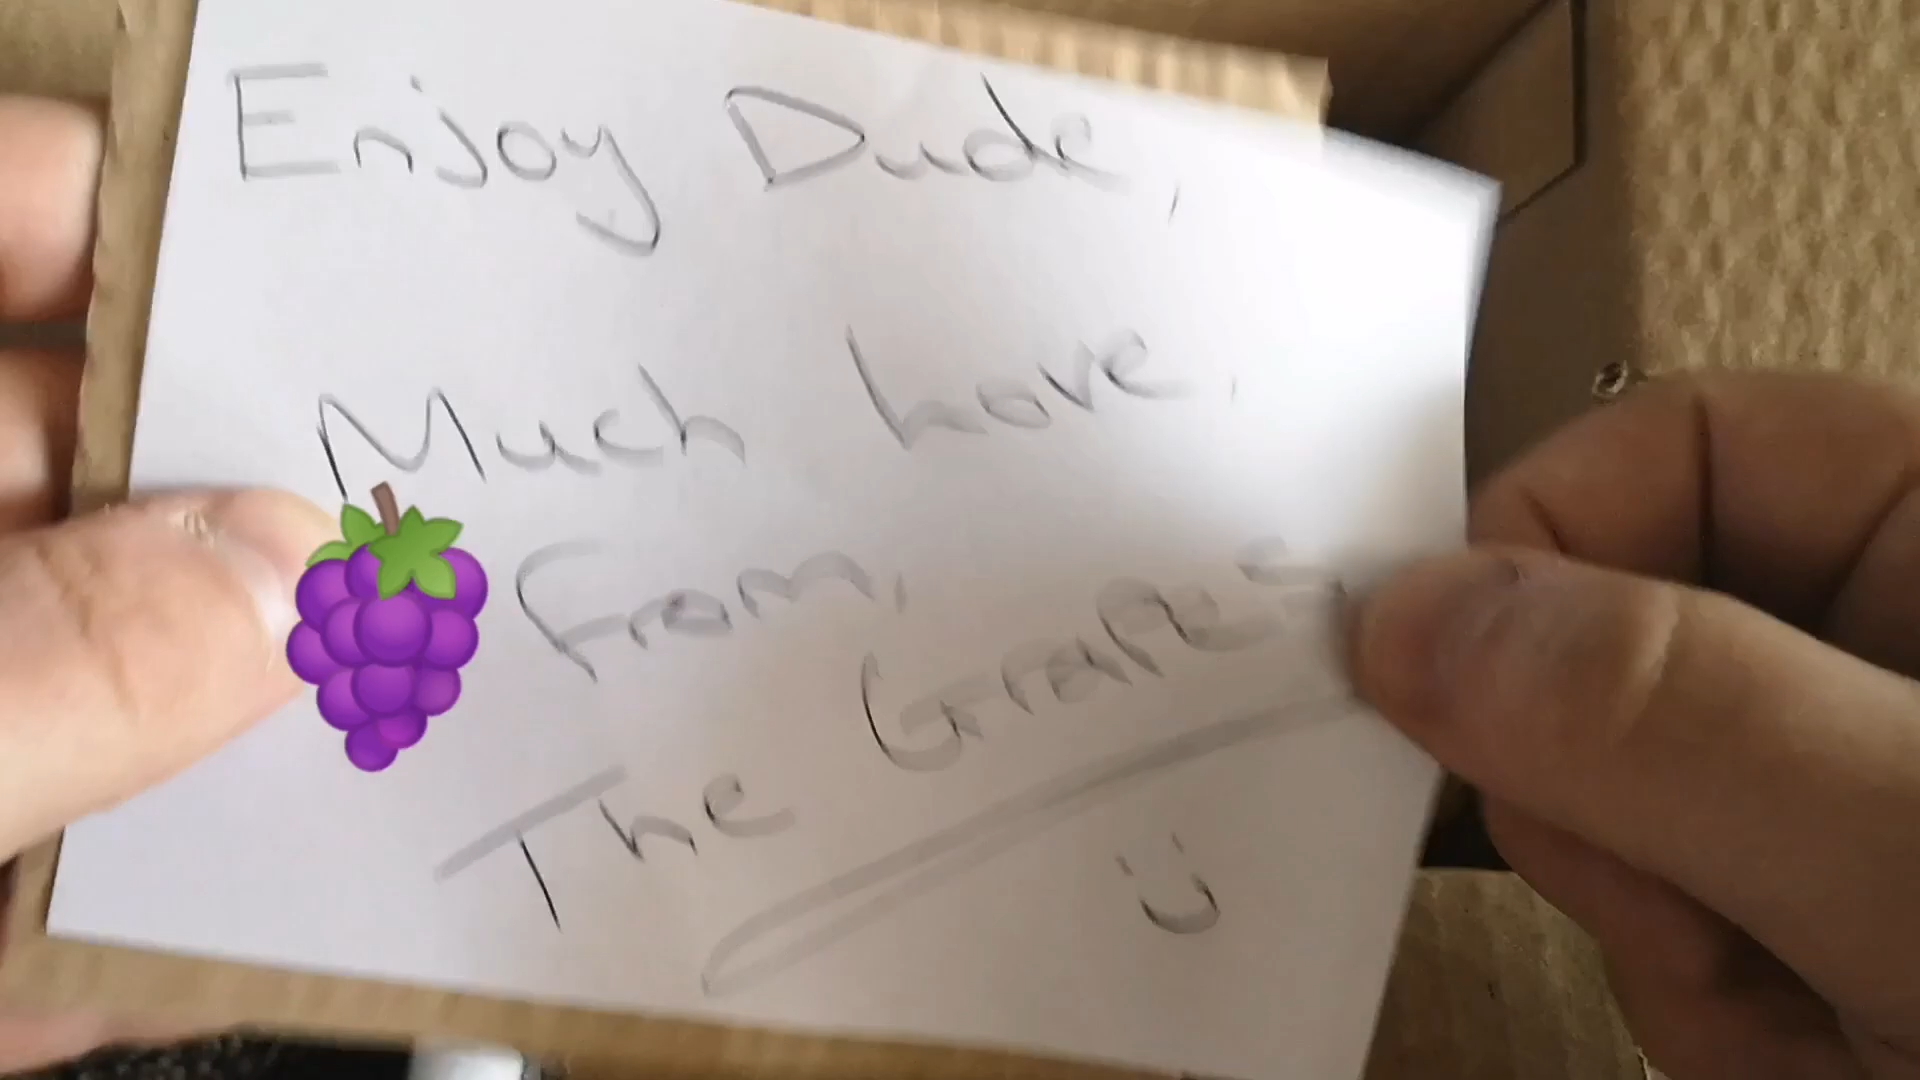 Enjoy Dude,
Much Love,
From,
The Grapes